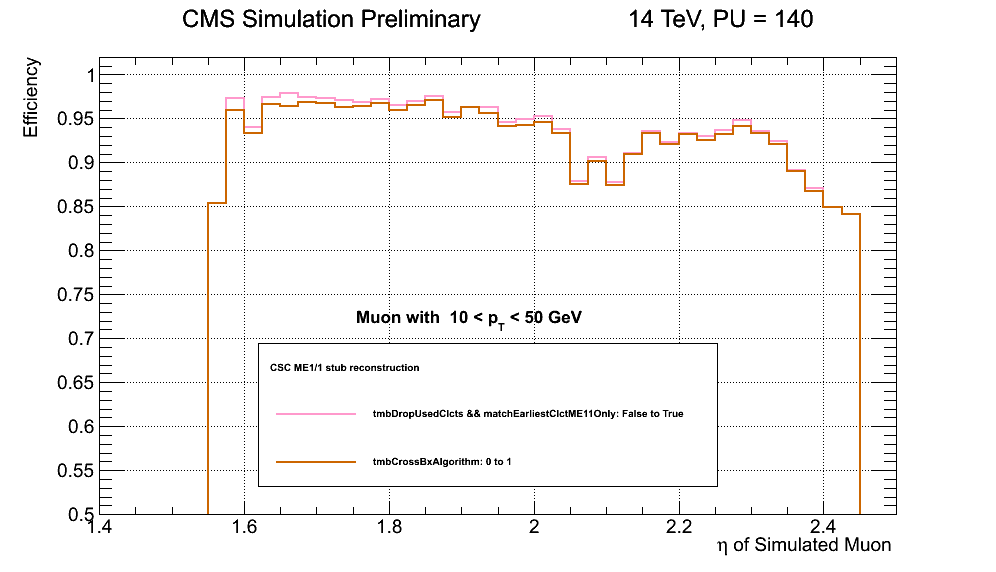 CMS Simulation Preliminary 14 TeV, PU = 140
Efficiency
1
0.95
0.9
0.85
0.8
0.75
0.7
0.65
0.6
0.55
0.5
Muon with 10 < pT < 50 GeV
CSC ME1/1 stub reconstruction
tmbDropUsedClcts && matchEarliestClctME11Only: False to True
tmbCrossBxAlgorithm: 0 to 1
1.4 1.6 1.8 2 2.2 2.4
η of Simulated Muon